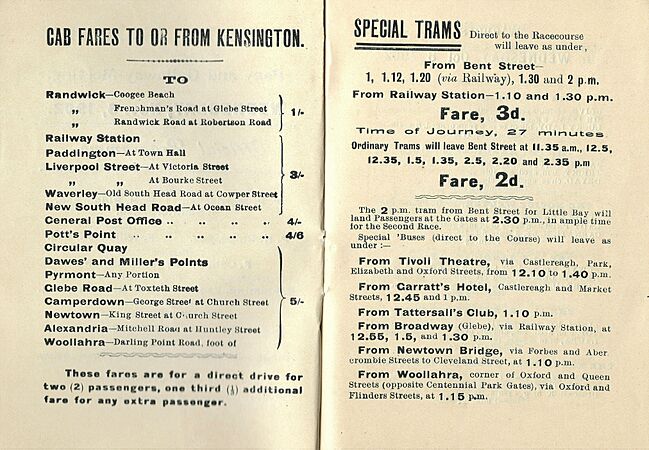 CAB FARES TO OR FROM KENSINGTON.
TO
Randwick—Coogee Beach
„ Frenchman's Road at Glebe Street
„ Randwick Road at Robertson Road
1/-
Railway Station
Paddington—At Town Hall
Liverpool Street—At Victoria Street
„ „ At Bourke Street
Waverley—Old South Head Road at Cowper Street
New South Head Road—At Ocean Street
3/-
General Post Office .. .. .. .. 4/-
Pott's Point .. .. .. .. 4/6
Circular Quay
Dawes' and Miller's Points
Pyrmont—Any Portion
Glebe Road—At Toxteth Street
Camperdown—George Street at Church Street
Newtown—King Street at Church Street
Alexandria—Mitchell Road at Huntley Street
Woollahra—Darling Point Road, foot of
5/-
These fares are for a direct drive for
two (2) passengers, one third (⅓) additional
fare for any extra passenger.
SPECIAL TRAMS Direct to the Racecourse
will leave as under,
From Bent Street—
1, 1.12, 1.20 (via Railway), 1.30 and 2 p.m.
From Railway Station—1.10 and 1.30 p.m.
Fare, 3d.
Time of Journey, 27 minutes
Ordinary Trams will leave Bent Street at 11.35 a.m., 12.5,
12.35, 1.5, 1.35, 2.5, 2.20 and 2.35 p.m
Fare, 2d.
The 2 p.m. tram from Bent Street for Little Bay will
land Passengers at the Gates at 2.30 p.m., in ample time
for the Second Race.
Special 'Buses (direct to the Course) will leave as
under :—
From Tivoli Theatre, via Castlereagh, Park,
Elizabeth and Oxford Streets, from 12.10 to 1.40 p.m.
From Garratt's Hotel, Castlereagh and Market
Streets, 12.45 and 1 p.m.
From Tattersall's Club, 1.10 p.m.
From Broadway (Glebe), via Railway Station, at
12.55, 1.5, and 1.30 p.m.
From Newtown Bridge, via Forbes and Aber
crombie Streets to Cleveland Street, at 1.10 p.m.
From Woollahra, corner of Oxford and Queen
Streets (opposite Centennial Park Gates), via Oxford and
Flinders Streets, at 1.15 p.m.